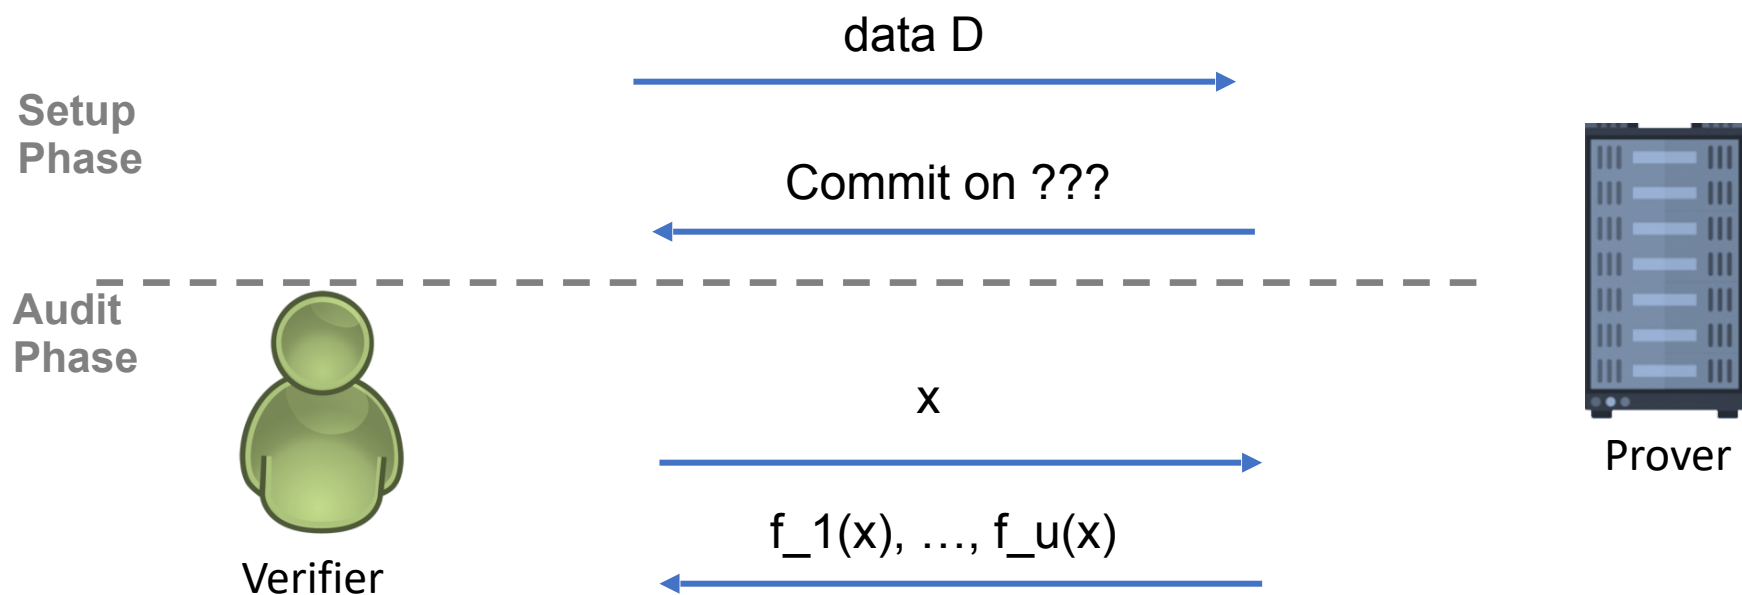 data D
Setup
Phase
Commit on ???
Audit
Phase
x
Prover
f_1(x), …, f_u(x)
Verifier